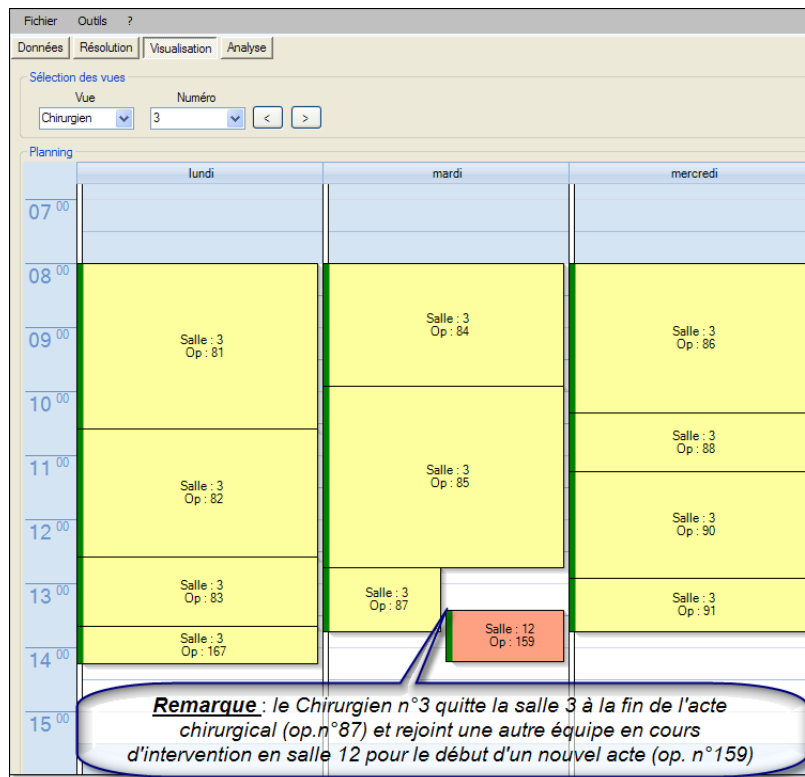 Fichier Outils ?
Données Résolution Visualisation Analyse
Sélection des vues
Vue Numéro
Chirurgien 3 < >
Planning
lundi mardi mercredi
07 00
08 00
09 00
10 00
11 00
12 00
13 00
14 00
15 00
Salle : 3
Op : 81
Salle : 3
Op : 82
Salle : 3
Op : 83
Salle : 3
Op : 167
Salle : 3
Op : 84
Salle : 3
Op : 85
Salle : 3
Op : 87
Salle : 12
Op : 159
Salle : 3
Op : 86
Salle : 3
Op : 88
Salle : 3
Op : 90
Salle : 3
Op : 91
Remarque : le Chirurgien n°3 quitte la salle 3 à la fin de l'acte
chirurgical (op.n°87) et rejoint une autre équipe en cours
d'intervention en salle 12 pour le début d'un nouvel acte (op. n°159)